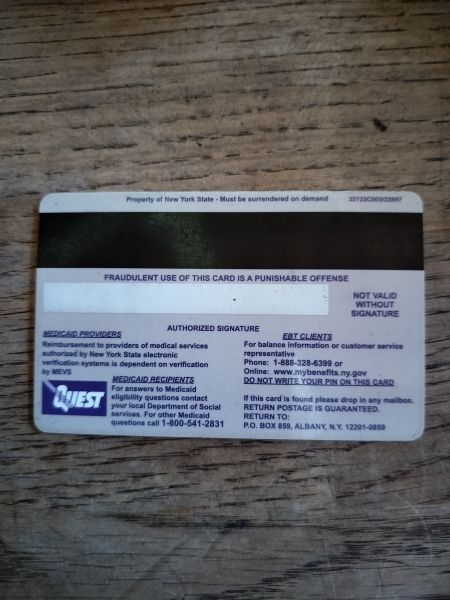 Property of New York State - Must be surrendered on demand 32723C003/22997
FRAUDULENT USE OF THIS CARD IS A PUNISHABLE OFFENSE
NOT VALID
WITHOUT
SIGNATURE
AUTHORIZED SIGNATURE
MEDICAID PROVIDERS
Reimbursement to providers of medical services
authorized by New York State electronic
verification systems is dependent on verification
by MEVS
EBT CLIENTS
For balance information or customer service
representative
Phone: 1-888-328-6399 or
Online: www.mybenefits.ny.gov
DO NOT WRITE YOUR PIN ON THIS CARD
QUEST
MEDICAID RECIPIENTS
For answers to Medicaid
eligibility questions contact
your local Department of Social
services. For other Medicaid
questions call 1-800-541-2831
If this card is found please drop in any mailbox.
RETURN POSTAGE IS GUARANTEED.
RETURN TO:
P.O. BOX 859, ALBANY, N.Y. 12201-0859